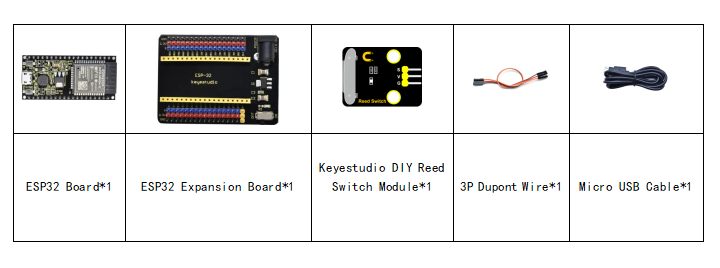 ESP-32
keyestudio
S
V
G
Reed Switch
ESP32 Board*1
ESP32 Expansion Board*1
Keyestudio DIY Reed
Switch Module*1
3P Dupont Wire*1
Micro USB Cable*1